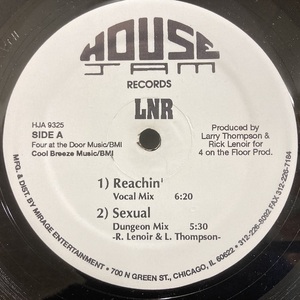 HOUSE
JAM
RECORDS
LNR
HJA 9325
SIDE A
Four at the Door Music/BMI
Cool Breeze Music/BMI
Produced by
Larry Thompson &
Rick Lenoir for
4 on the Floor Prod.
1) Reachin'
Vocal Mix 6:20
2) Sexual
Dungeon Mix 5:30
-R. Lenoir & L. Thompson-
MFG. & DIST. BY MIRAGE ENTERTAINMENT • 700 N GREEN ST., CHICAGO, IL 60622 • 312-226-5092 FAX 312-226-7184